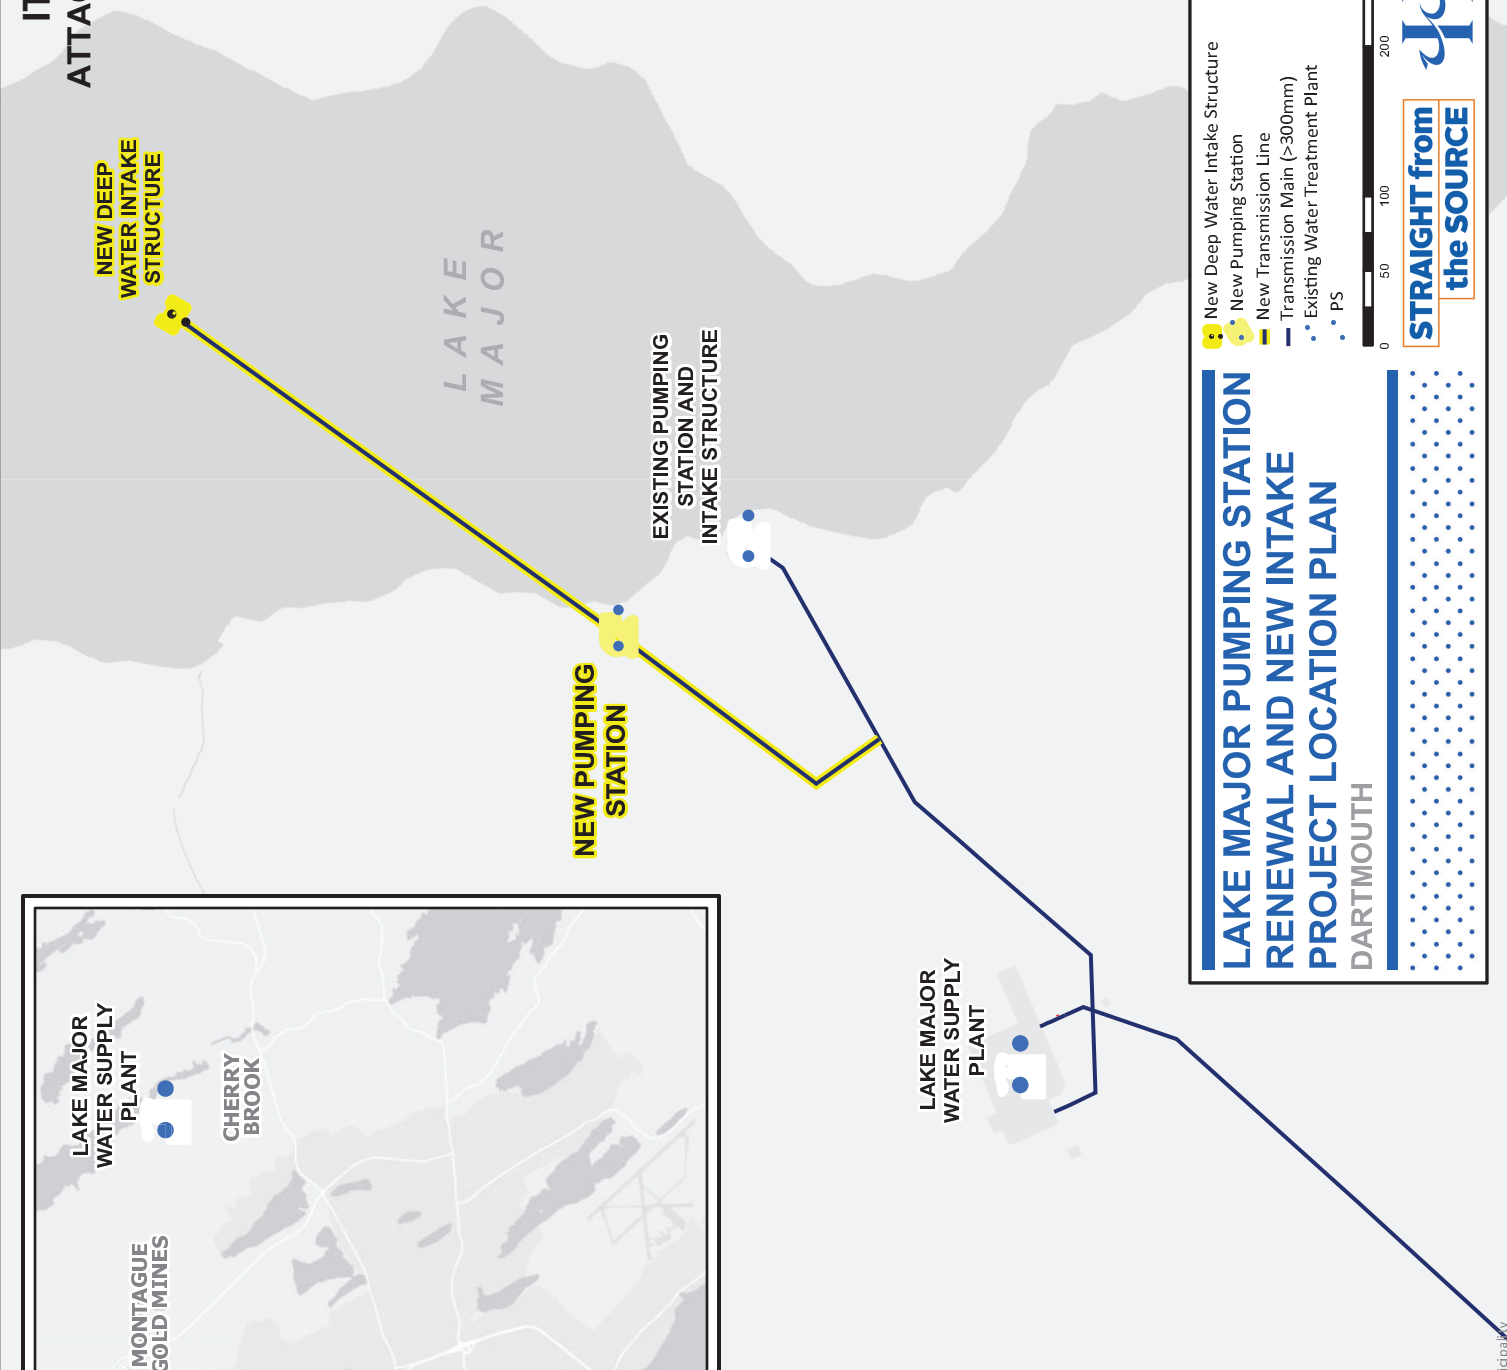 NEW DEEP
WATER INTAKE
STRUCTURE
LAKE
MAJOR
EXISTING PUMPING
STATION AND
INTAKE STRUCTURE
NEW PUMPING
STATION
LAKE MAJOR
WATER SUPPLY
PLANT
LAKE MAJOR
WATER SUPPLY
PLANT
CHERRY
BROOK
MONTAGUE
GOLD MINES
LAKE MAJOR PUMPING STATION
RENEWAL AND NEW INTAKE
PROJECT LOCATION PLAN
DARTMOUTH
New Deep Water Intake Structure
New Pumping Station
New Transmission Line
Transmission Main (>300mm)
Existing Water Treatment Plant
PS
0 50 100 200
STRAIGHT from
the SOURCE